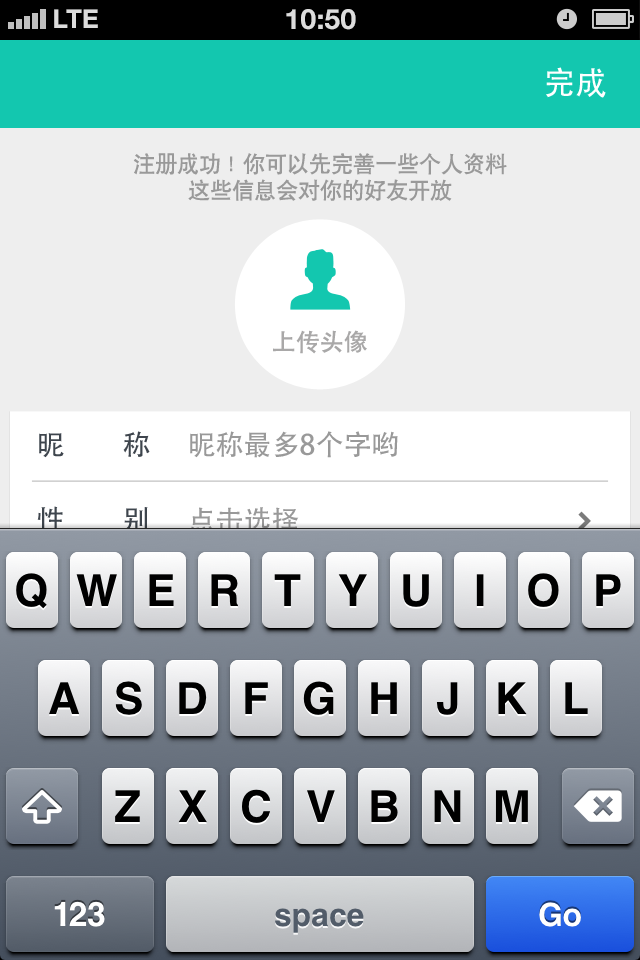 LTE 10:50
完成
注册成功！你可以先完善一些个人资料
这些信息会对你的好友开放
上传头像
昵 称 昵称最多8个字哟
性 别 点击选择
Q W E R T Y U I O P
A S D F G H J K L
Z X C V B N M
123 space Go